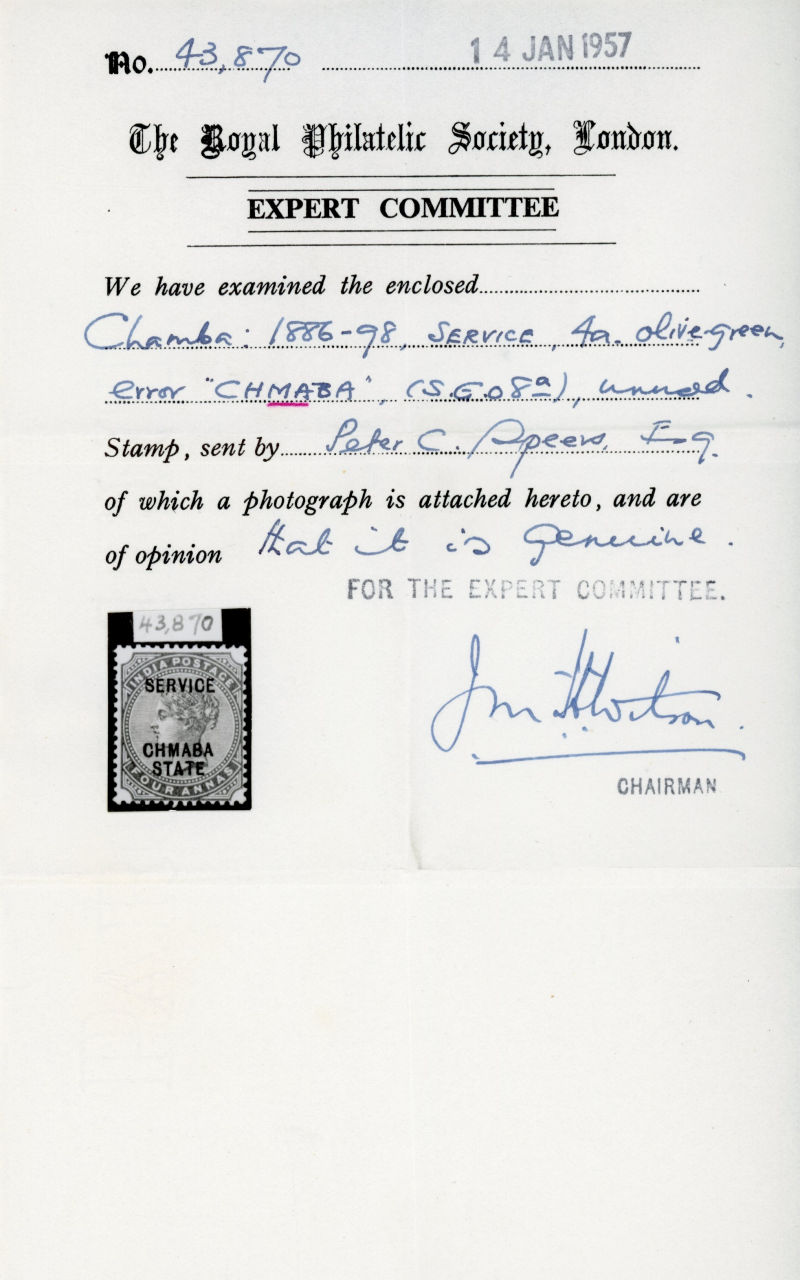 No. 43,870 14 JAN 1957
The Royal Philatelic Society, London.
EXPERT COMMITTEE
We have examined the enclosed
Chamba: 1886-98, SERVICE, 4a. olive-green,
error "CHMABA", (S.G.O8a), unused.
Stamp, sent by Peter C. Speers, Esq.
of which a photograph is attached hereto, and are
of opinion that it is genuine.
FOR THE EXPERT COMMITTEE.
43,870
INDIA POSTAGE
SERVICE
CHMABA
STATE
FOUR ANNAS
CHAIRMAN